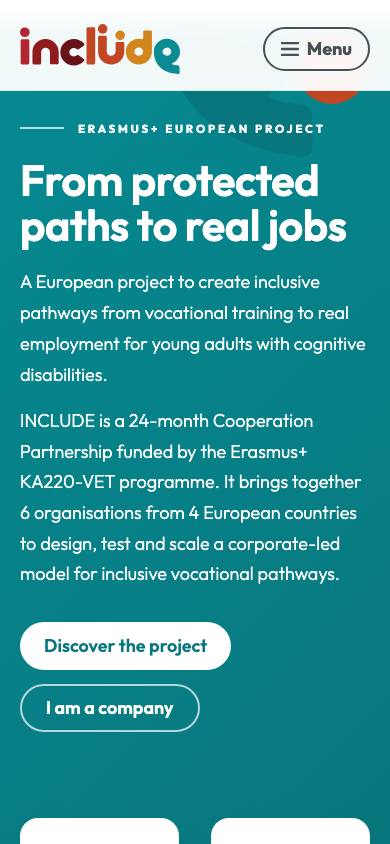 include
Menu
ERASMUS+ EUROPEAN PROJECT
From protected
paths to real jobs
A European project to create inclusive
pathways from vocational training to real
employment for young adults with cognitive
disabilities.
INCLUDE is a 24-month Cooperation
Partnership funded by the Erasmus+
KA220-VET programme. It brings together
6 organisations from 4 European countries
to design, test and scale a corporate-led
model for inclusive vocational pathways.
Discover the project
I am a company